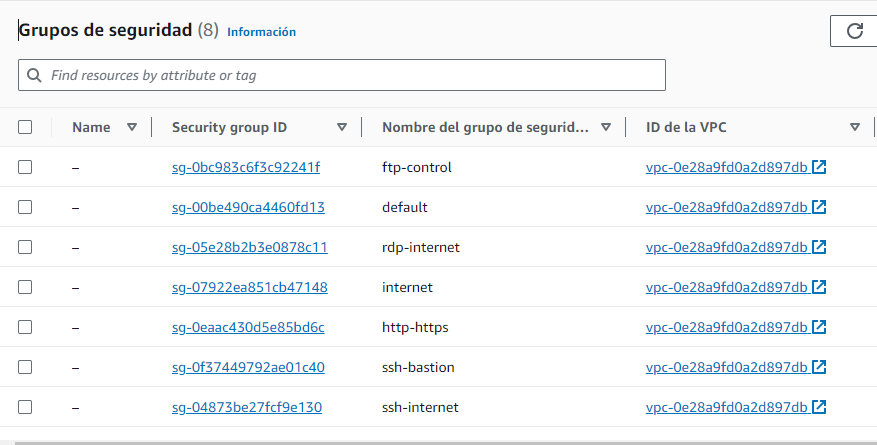 Grupos de seguridad (8) Información
Find resources by attribute or tag
Name Security group ID Nombre del grupo de segurid... ID de la VPC
– sg-0bc983c6f3c92241f ftp-control vpc-0e28a9fd0a2d897db
– sg-00be490ca4460fd13 default vpc-0e28a9fd0a2d897db
– sg-05e28b2b3e0878c11 rdp-internet vpc-0e28a9fd0a2d897db
– sg-07922ea851cb47148 internet vpc-0e28a9fd0a2d897db
– sg-0eaac430d5e85bd6c http-https vpc-0e28a9fd0a2d897db
– sg-0f37449792ae01c40 ssh-bastion vpc-0e28a9fd0a2d897db
– sg-04873be27fcf9e130 ssh-internet vpc-0e28a9fd0a2d897db